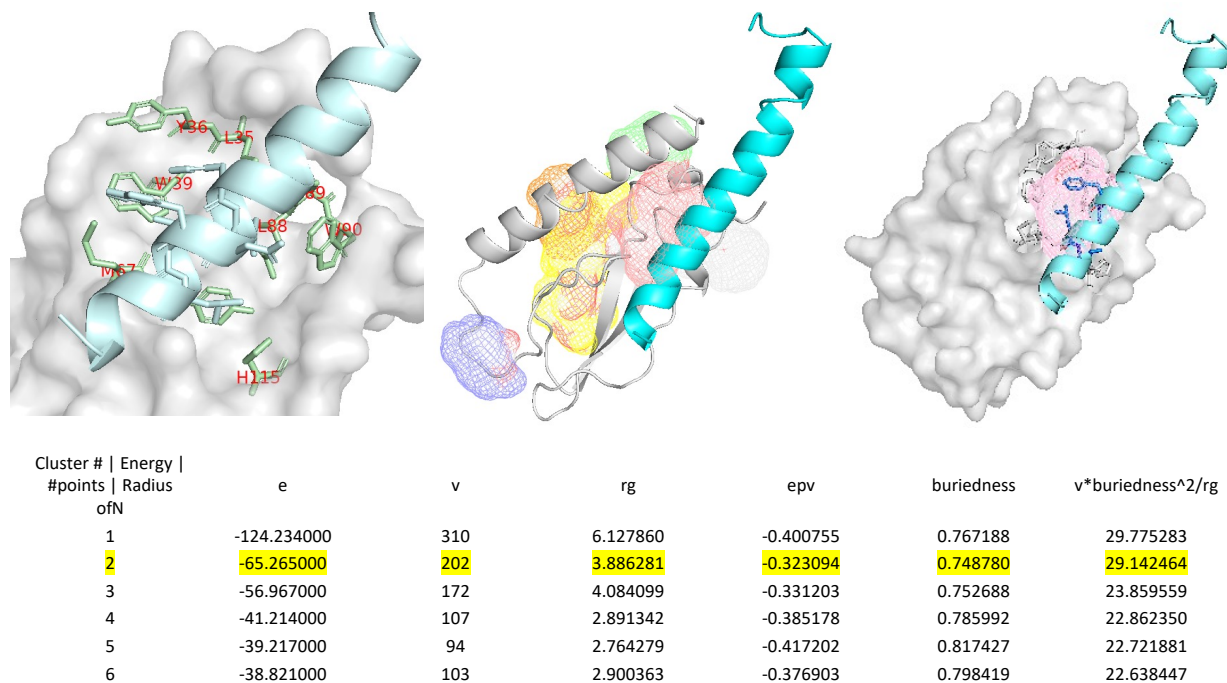 Y36
L35
W39
69
L88
V90
M67
H115
Cluster # | Energy |
#points | Radius
ofN
e v rg epv buriedness v*buriedness^2/rg
1 -124.234000 310 6.127860 -0.400755 0.767188 29.775283
2 -65.265000 202 3.886281 -0.323094 0.748780 29.142464
3 -56.967000 172 4.084099 -0.331203 0.752688 23.859559
4 -41.214000 107 2.891342 -0.385178 0.785992 22.862350
5 -39.217000 94 2.764279 -0.417202 0.817427 22.721881
6 -38.821000 103 2.900363 -0.376903 0.798419 22.638447